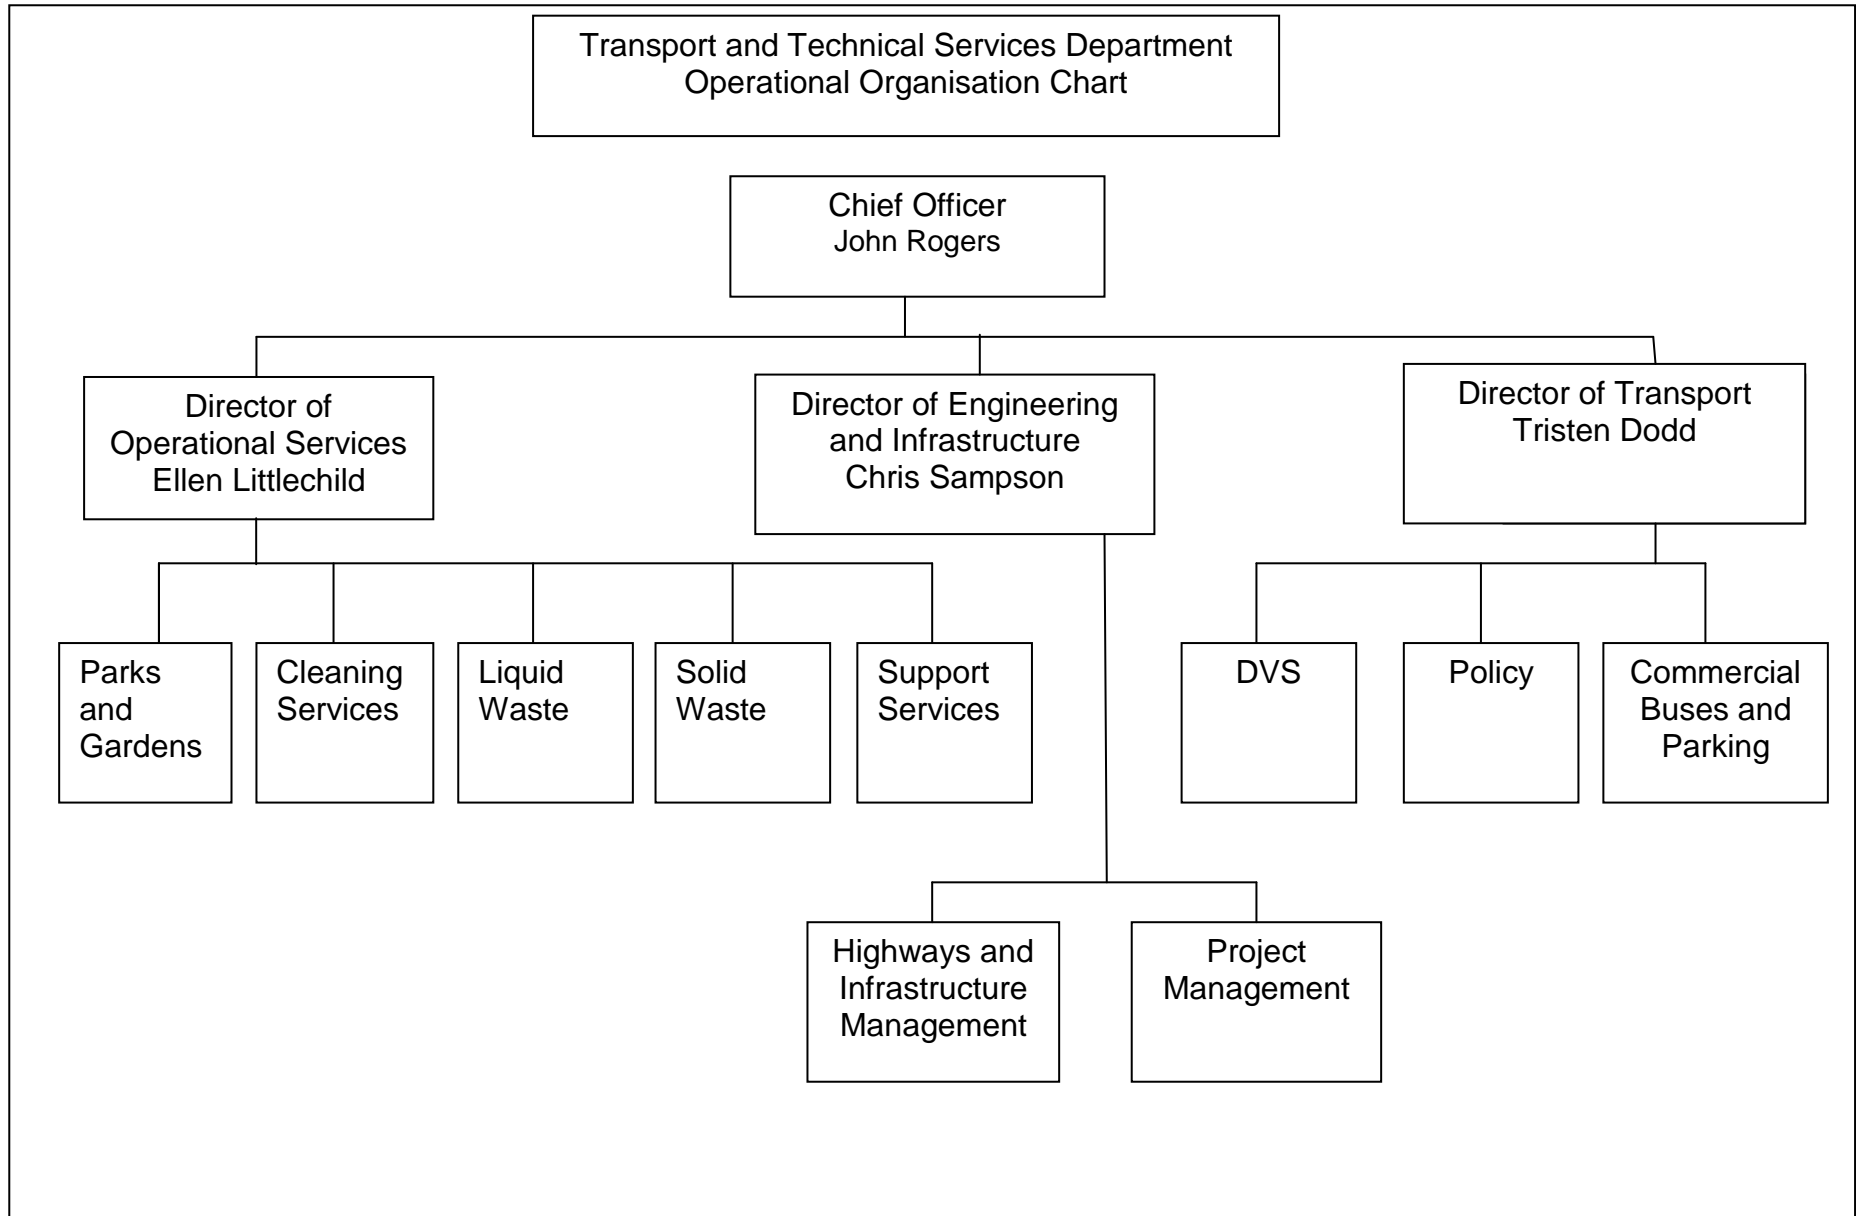 Transport and Technical Services Department
Operational Organisation Chart
Chief Officer
John Rogers
Director of
Operational Services
Ellen Littlechild
Director of Engineering
and Infrastructure
Chris Sampson
Director of Transport
Tristen Dodd
Parks
and
Gardens
Cleaning
Services
Liquid
Waste
Solid
Waste
Support
Services
DVS
Policy
Commercial
Buses and
Parking
Highways and
Infrastructure
Management
Project
Management